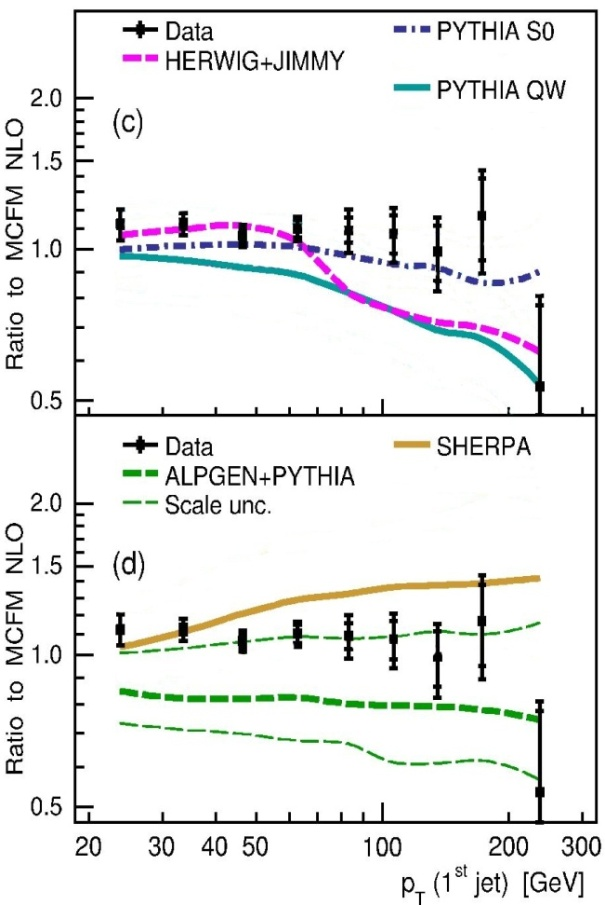 Data
PYTHIA S0
HERWIG+JIMMY
PYTHIA QW
(c)
2.0
1.5
1.0
0.5
Ratio to MCFM NLO
Data
SHERPA
ALPGEN+PYTHIA
Scale unc.
(d)
2.0
1.5
1.0
0.5
Ratio to MCFM NLO
20 30 40 50 100 200 300
pT (1st jet) [GeV]